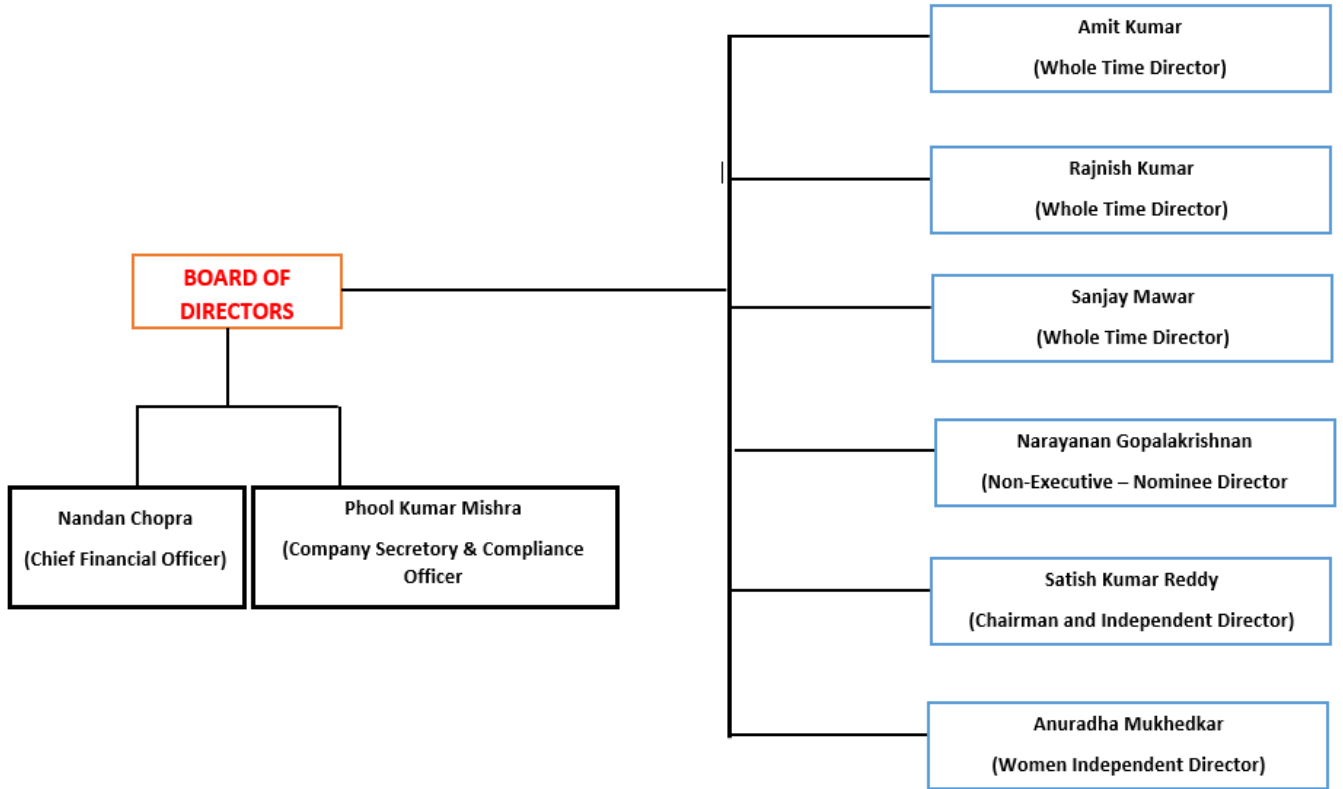 Amit Kumar
(Whole Time Director)
Rajnish Kumar
(Whole Time Director)
BOARD OF
DIRECTORS
Sanjay Mawar
(Whole Time Director)
Narayanan Gopalakrishnan
(Non-Executive – Nominee Director
Nandan Chopra
(Chief Financial Officer)
Phool Kumar Mishra
(Company Secretory & Compliance
Officer
Satish Kumar Reddy
(Chairman and Independent Director)
Anuradha Mukhedkar
(Women Independent Director)